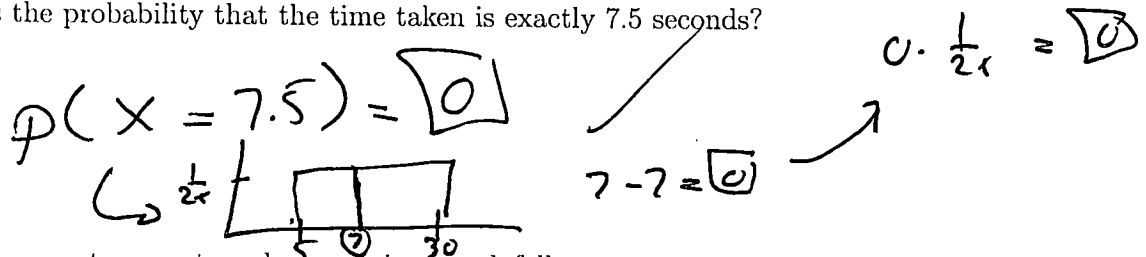 the probability that the time taken is exactly 7.5 seconds?
P(X = 7.5) = 0
0 · 1/25 = 0
7 - 7 = 0
1/25
5 7 30